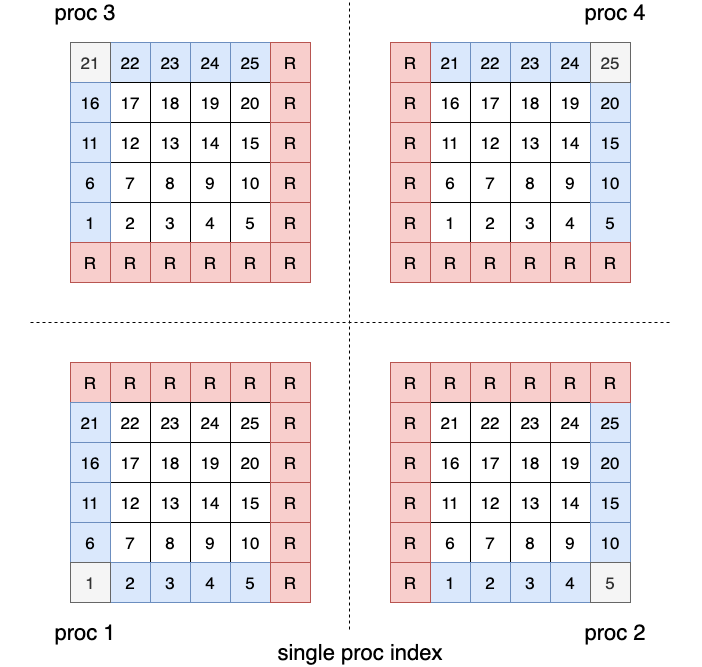 proc 3 proc 4
21 22 23 24 25 R R 21 22 23 24 25
16 17 18 19 20 R R 16 17 18 19 20
11 12 13 14 15 R R 11 12 13 14 15
6 7 8 9 10 R R 6 7 8 9 10
1 2 3 4 5 R R 1 2 3 4 5
R R R R R R R R R R R R
R R R R R R R R R R R R
21 22 23 24 25 R R 21 22 23 24 25
16 17 18 19 20 R R 16 17 18 19 20
11 12 13 14 15 R R 11 12 13 14 15
6 7 8 9 10 R R 6 7 8 9 10
1 2 3 4 5 R R 1 2 3 4 5
proc 1 proc 2
single proc index